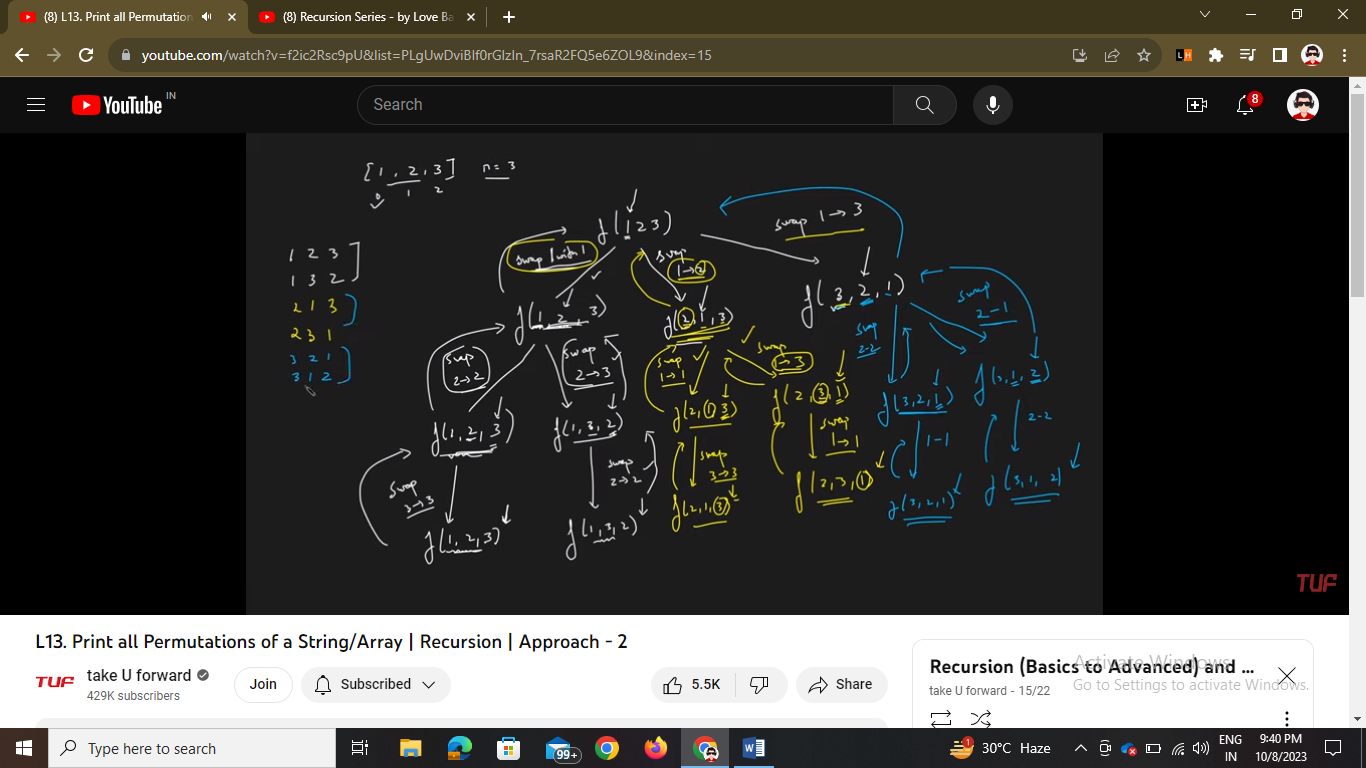 (8) L13. Print all Permutation
(8) Recursion Series - by Love Ba
youtube.com/watch?v=f2ic2Rsc9pU&list=PLgUwDviBIf0rGlzIn_7rsaR2FQ5e6ZOL9&index=15
YouTube IN
Search
8
[1, 2, 3] n = 3
0 1 2
f(1 2 3)
swap 1 → 3
swap 1 with 1
swap
1→2
1 2 3
1 3 2
2 1 3
2 3 1
3 2 1
3 1 2
f(1, 2, 3)
f(2, 1, 3)
f(3, 2, 1)
swap
2→2
swap
2→3
swap
1→1
swap
1→3
swap
2-2
swap
2-1
f(1, 2, 3)
f(1, 3, 2)
f(2, 1, 3)
f(2, 3, 1)
f(3, 2, 1)
f(3, 1, 2)
swap
3→3
swap
2→2
swap
3→3
swap
1→1
1-1
2-2
f(1, 2, 3)
f(1, 3, 2)
f(2, 1, 3)
f(2, 3, 1)
f(3, 2, 1)
f(3, 1, 2)
TUF
L13. Print all Permutations of a String/Array | Recursion | Approach - 2
TUF
take U forward
429K subscribers
Join
Subscribed
5.5K
Share
Recursion (Basics to Advanced) and ...
take U forward - 15/22
Activate Windows
Go to Settings to activate Windows.
Type here to search
99+
1
30°C Haze
ENG
IN
9:40 PM
10/8/2023